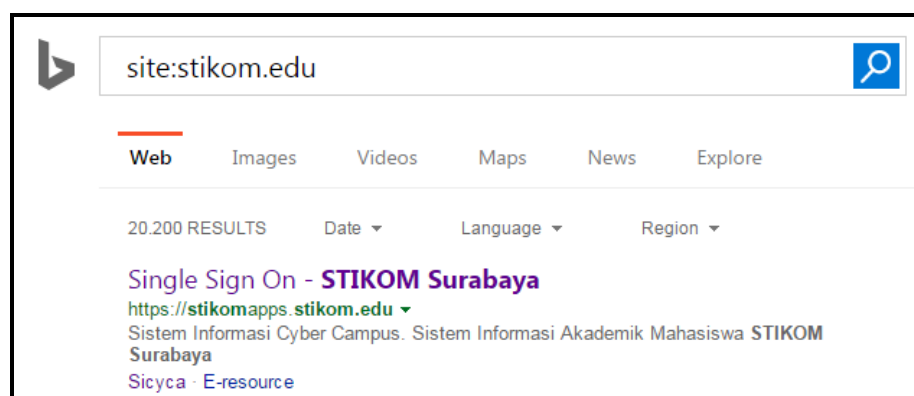 site:stikom.edu
Web Images Videos Maps News Explore
20.200 RESULTS Date Language Region
Single Sign On - STIKOM Surabaya
https://stikomapps.stikom.edu
Sistem Informasi Cyber Campus. Sistem Informasi Akademik Mahasiswa STIKOM
Surabaya
Sicyca · E-resource